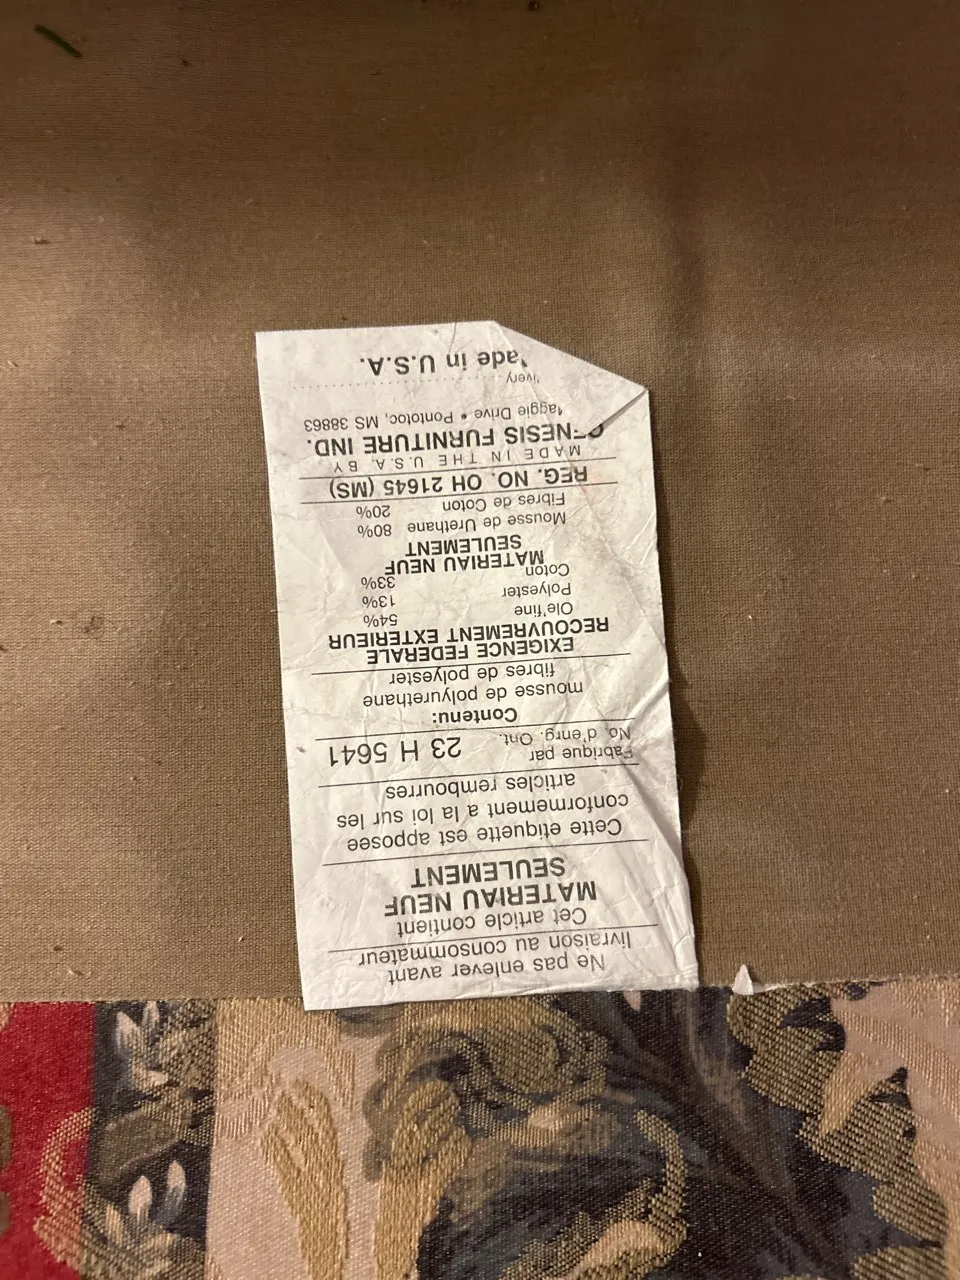 Ne pas enlever avant
livraison au consommateur
Cet article contient
MATERIAU NEUF
SEULEMENT
Cette etiquette est apposee
conformement a la loi sur les
articles rembourres
Fabrique par
No. d'enrg. Ont. 23 H 5641
Contenu:
mousse de polyurethane
fibres de polyester
EXIGENCE FEDERALE
RECOUVREMENT EXTERIEUR
Ole'fine 54%
Polyester 13%
Coton 33%
MATERIAU NEUF
SEULEMENT
Mousse de Urethane 80%
Fibres de Coton 20%
REG. NO. OH 21645 (MS)
MADE IN THE U.S.A. BY
GENESIS FURNITURE IND.
aggie Drive • Pontotoc, MS 38863
ivery
ade in U.S.A.